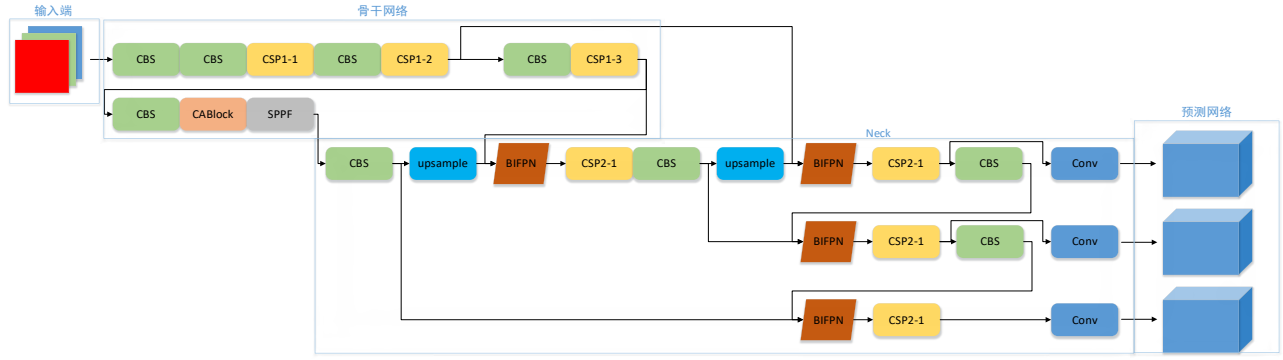 输入端
骨干网络
CBS CBS CSP1-1 CBS CSP1-2 CBS CSP1-3
CBS CABlock SPPF
Neck
预测网络
CBS upsample BIFPN CSP2-1 CBS upsample BIFPN CSP2-1 CBS Conv
BIFPN CSP2-1 CBS Conv
BIFPN CSP2-1 Conv